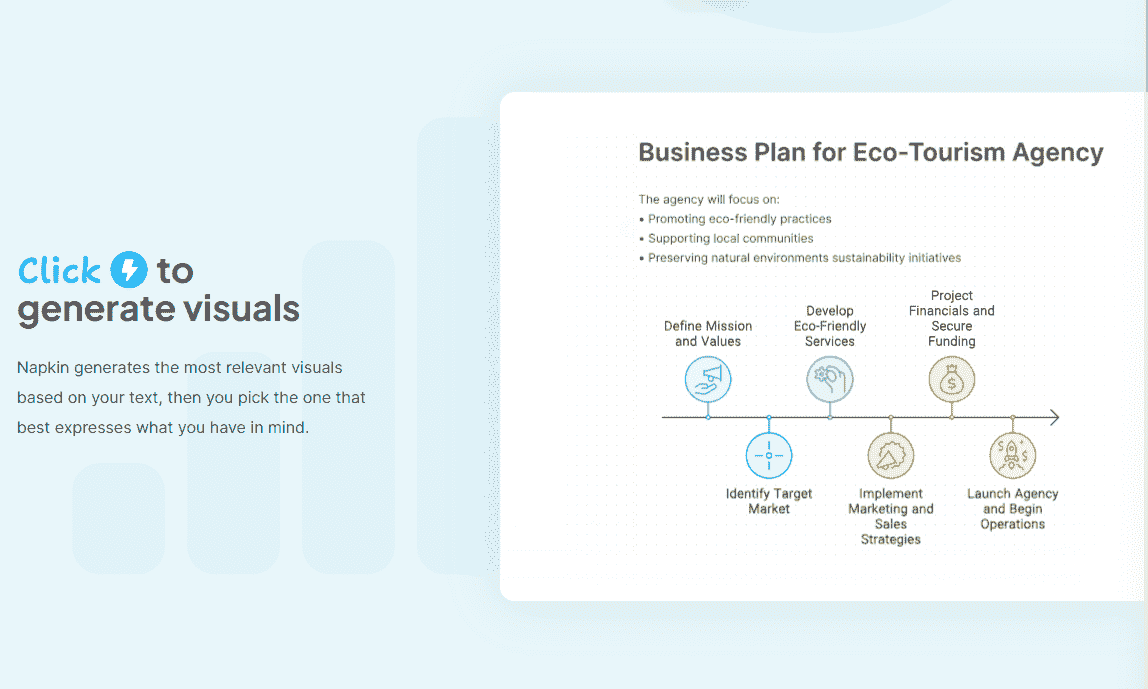 Click to
generate visuals
Napkin generates the most relevant visuals
based on your text, then you pick the one that
best expresses what you have in mind.
Business Plan for Eco-Tourism Agency
The agency will focus on:
• Promoting eco-friendly practices
• Supporting local communities
• Preserving natural environments sustainability initiatives
Define Mission
and Values
Identify Target
Market
Develop
Eco-Friendly
Services
Implement
Marketing and
Sales
Strategies
Project
Financials and
Secure
Funding
Launch Agency
and Begin
Operations